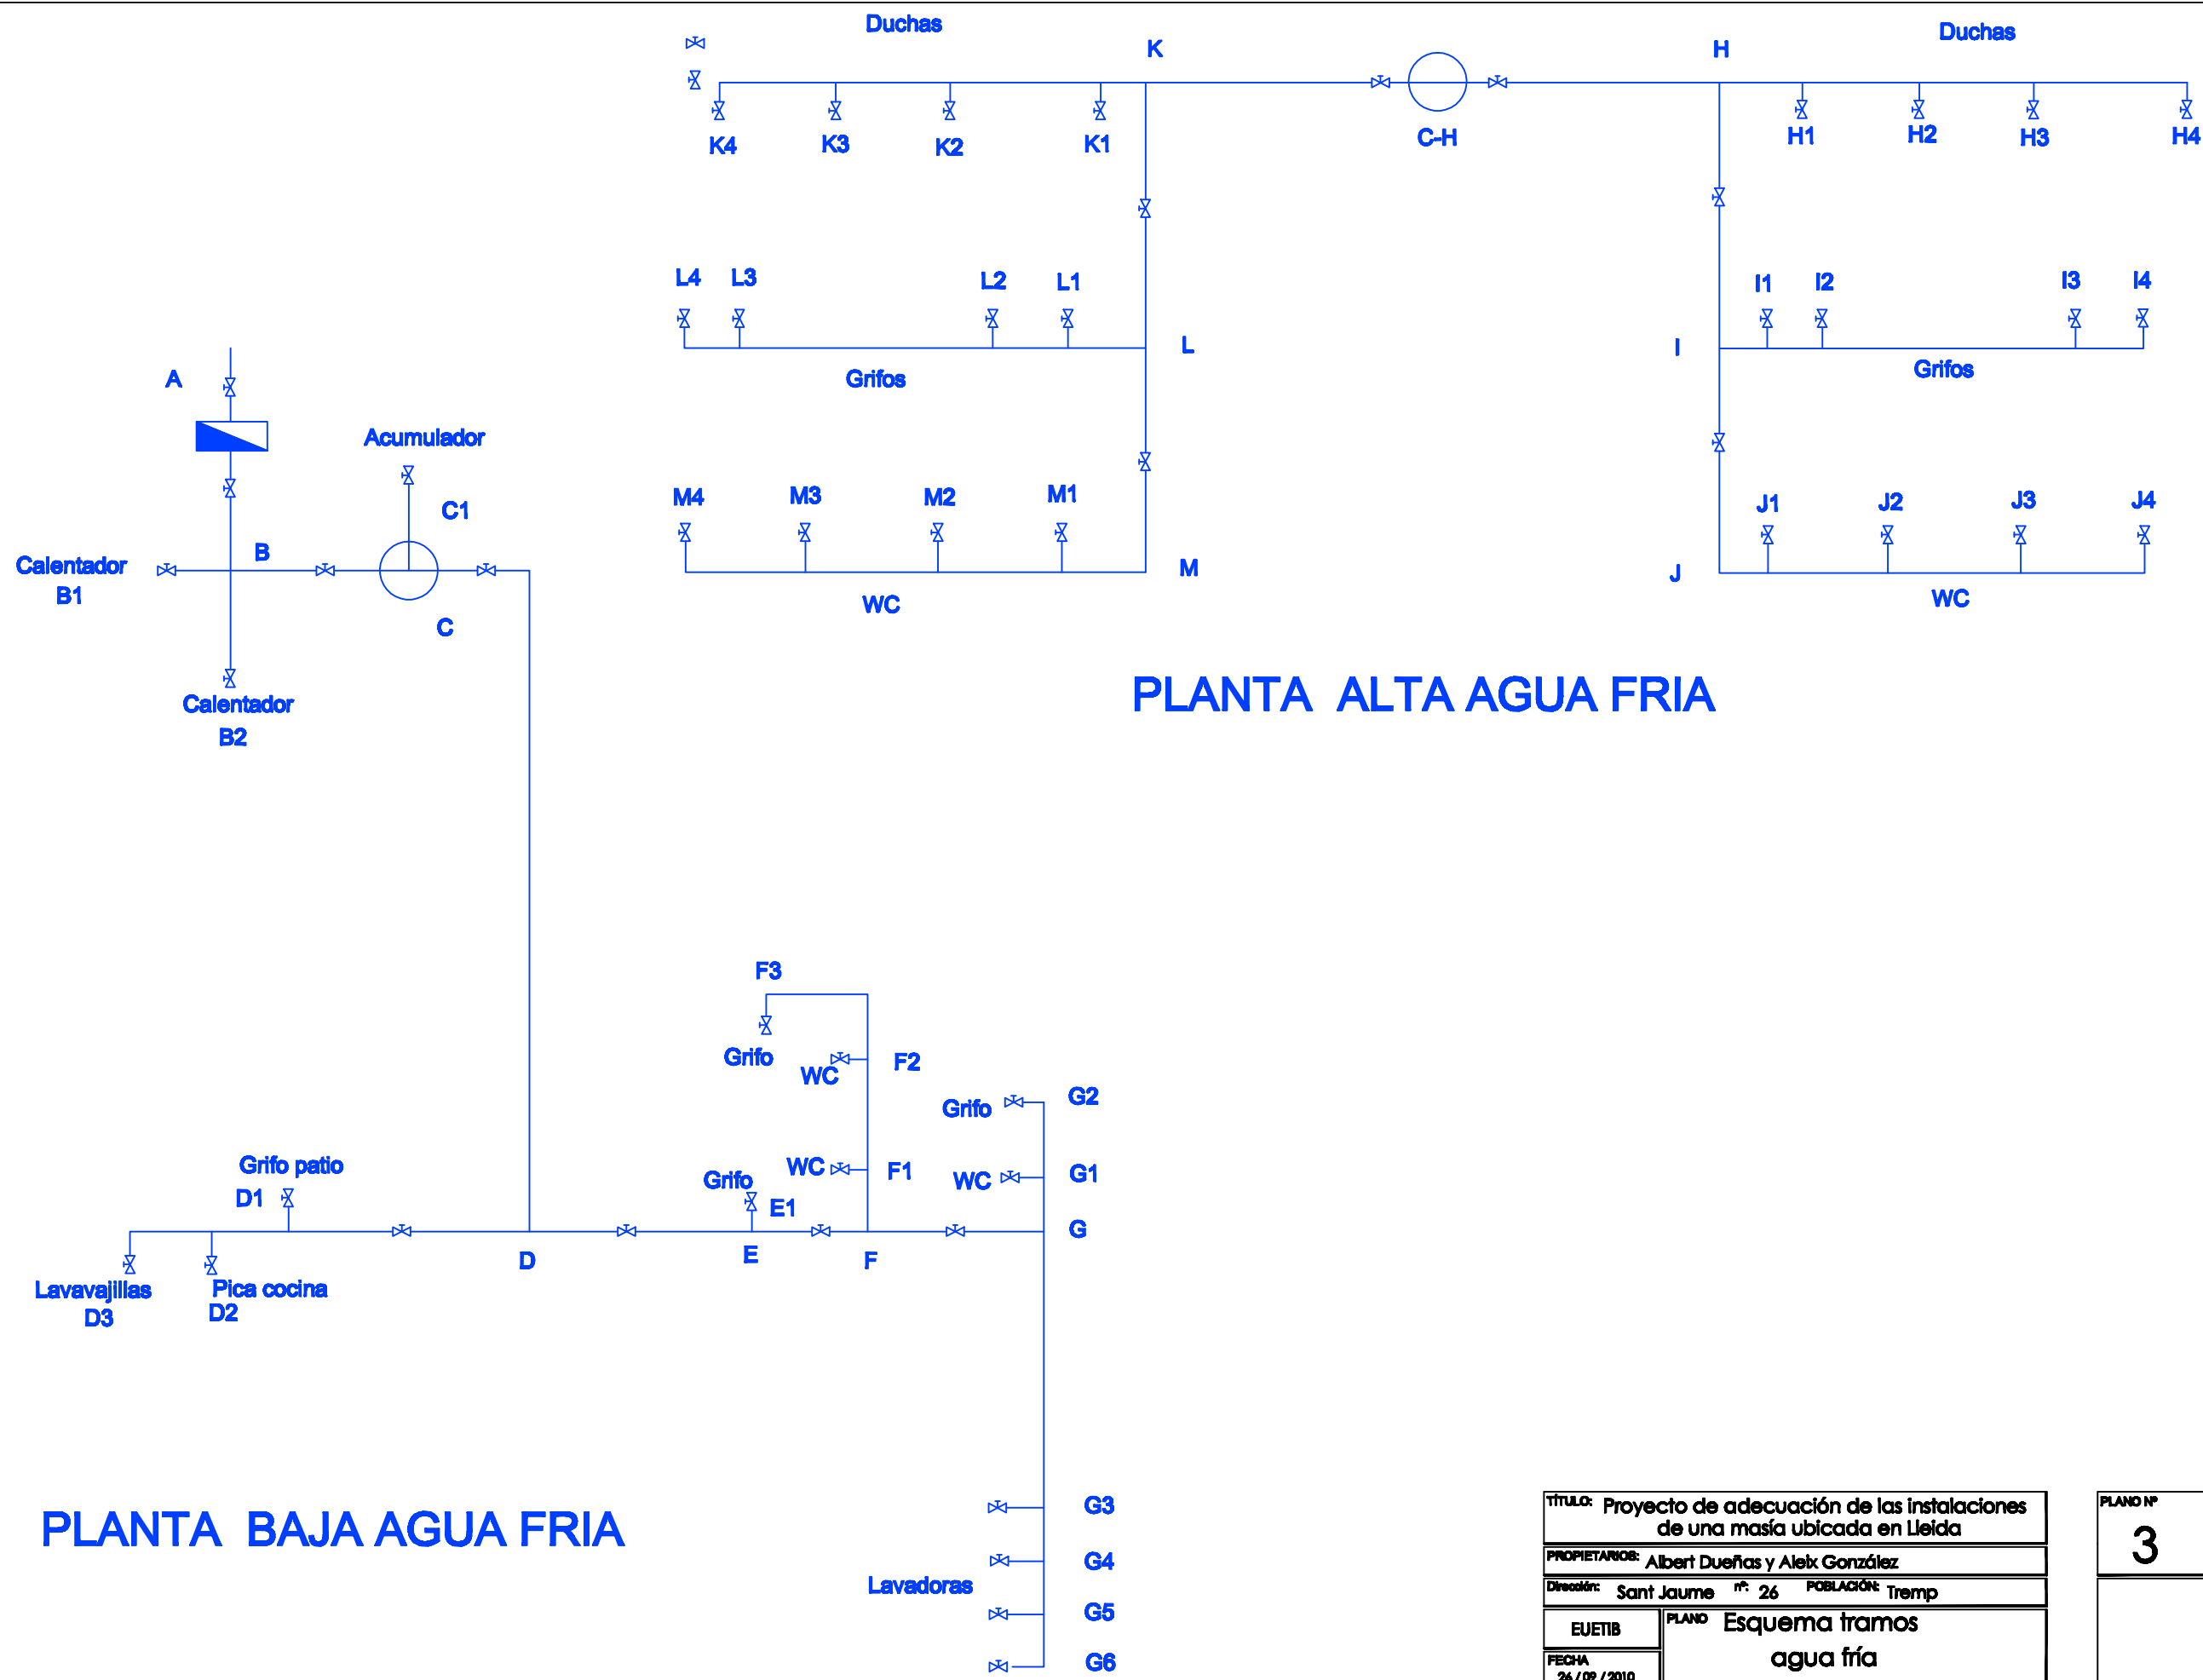 Duchas
K
H
Duchas
K4
K3
K2
K1
C-H
H1
H2
H3
H4
L4
L3
L2
L1
I1
I2
I3
I4
L
I
Grifos
Grifos
A
Acumulador
C1
M4
M3
M2
M1
J1
J2
J3
J4
Calentador
B1
B
C
M
J
WC
WC
Calentador
B2
PLANTA ALTA AGUA FRIA
F3
Grifo
WC
F2
Grifo
G2
WC
F1
WC
G1
Grifo
E1
Grifo patio
D1
G
D
E
F
Lavavajillas
D3
Pica cocina
D2
G3
G4
Lavadoras
G5
G6
PLANTA BAJA AGUA FRIA
TÍTULO: Proyecto de adecuación de las instalaciones
de una masía ubicada en Lleida
PROPIETARIOS: Albert Dueñas y Aleix González
Dirección: Sant Jaume nº: 26 POBLACIÓN: Tremp
EUETIB
PLANO Esquema tramos
agua fría
FECHA
26 / 09 / 2010
PLANO Nº
3